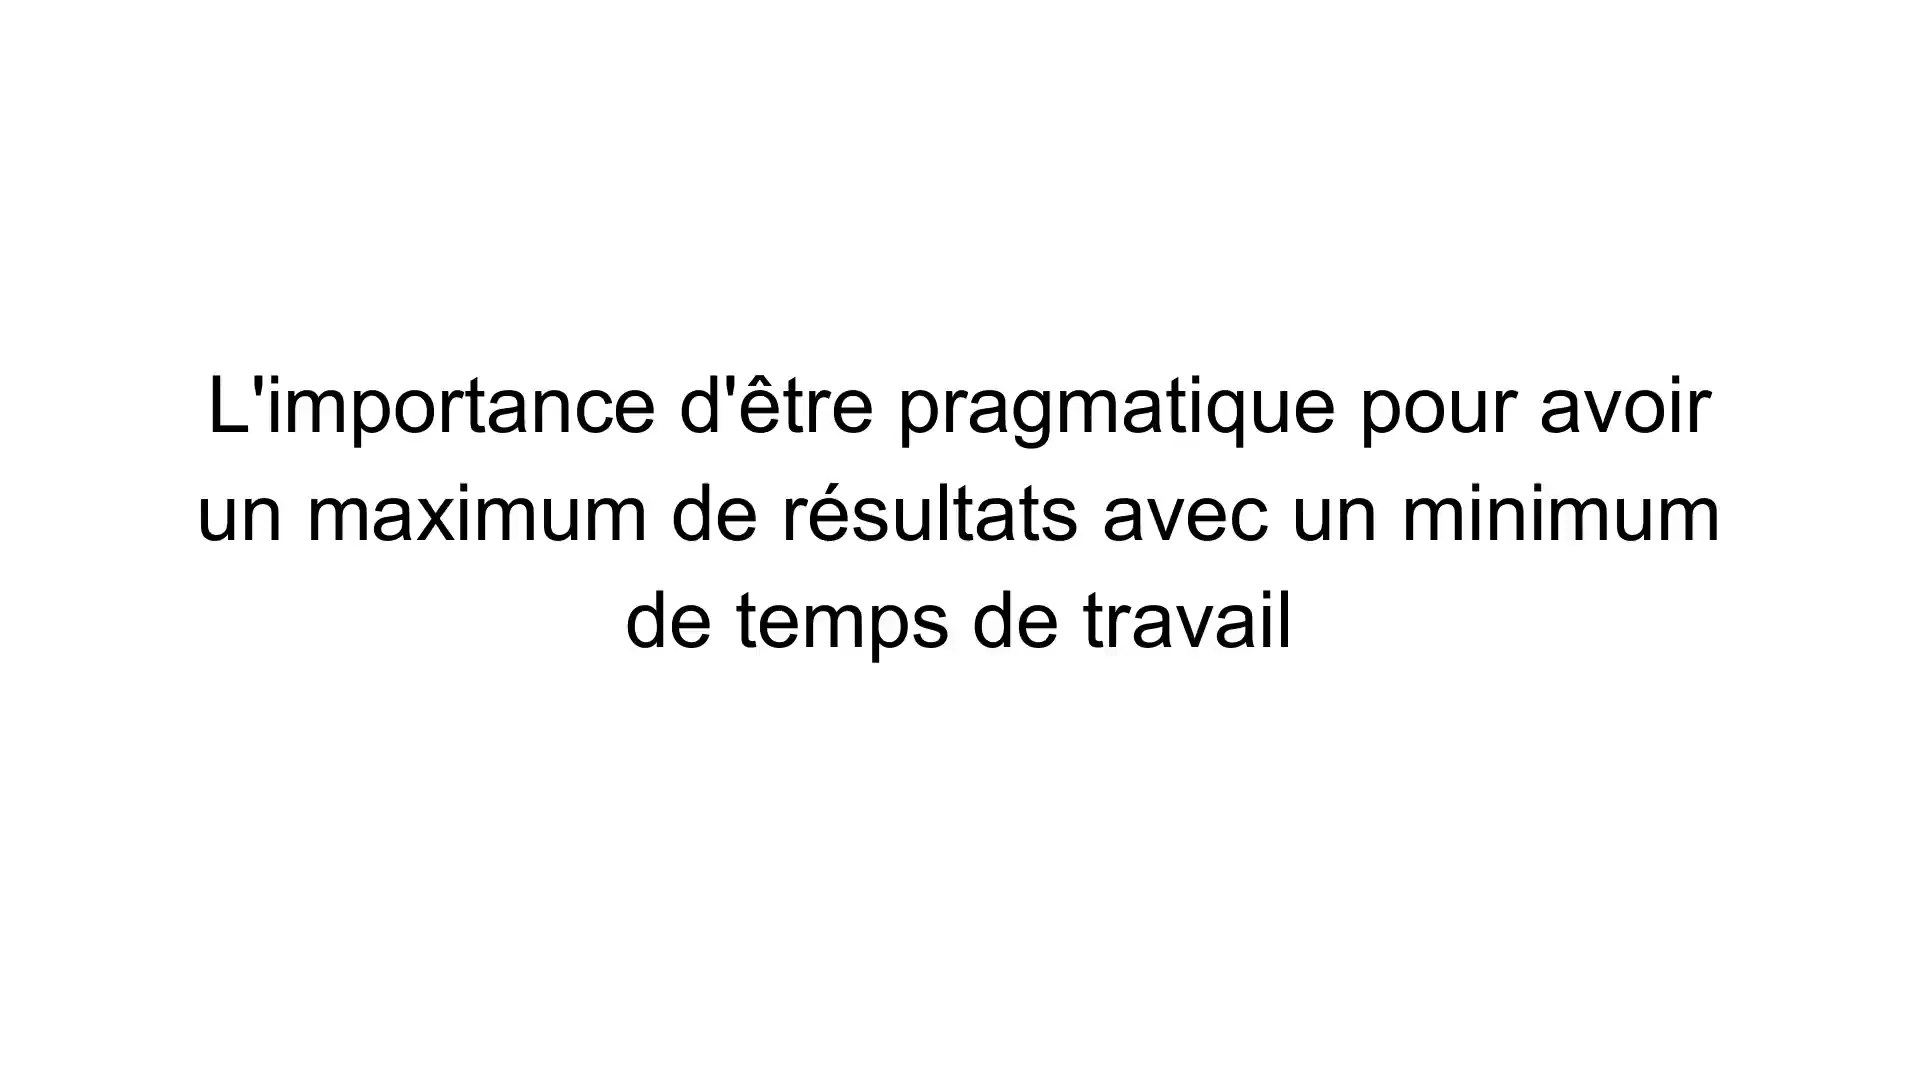 L'importance d'être pragmatique pour avoir
un maximum de résultats avec un minimum
de temps de travail